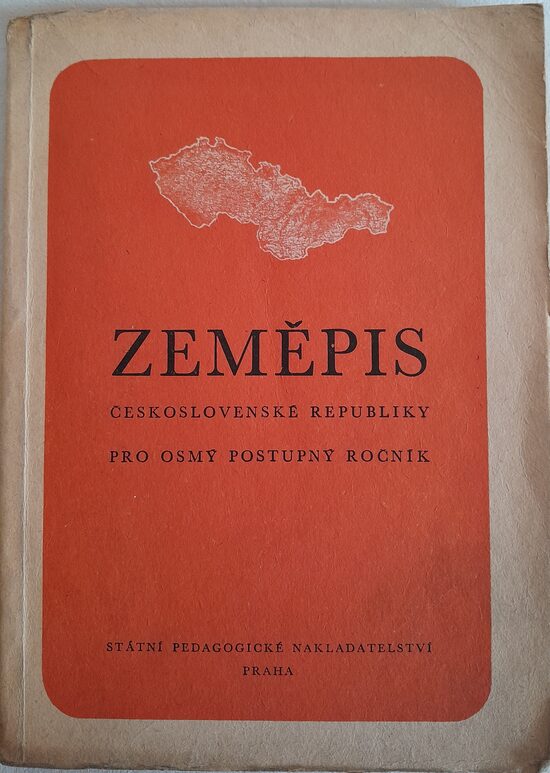 ZEMĚPIS
ČESKOSLOVENSKÉ REPUBLIKY
PRO OSMÝ POSTUPNÝ ROČNÍK
STÁTNÍ PEDAGOGICKÉ NAKLADATELSTVÍ
PRAHA